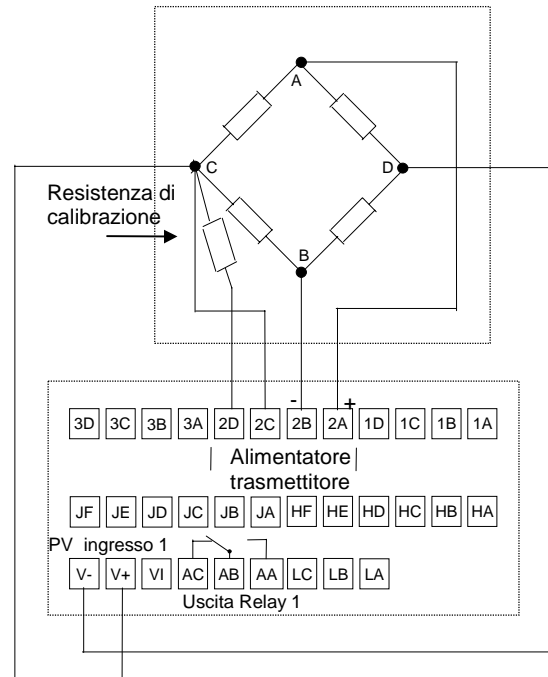 A
C
D
Resistenza di
calibrazione
B
- +
3D 3C 3B 3A 2D 2C 2B 2A 1D 1C 1B 1A
Alimentatore
trasmettitore
JF JE JD JC JB JA HF HE HD HC HB HA
PV ingresso 1
V- V+ VI AC AB AA LC LB LA
Uscita Relay 1